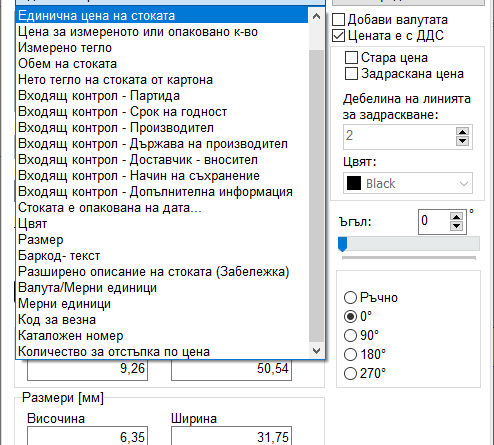 Единична цена на стоката
Цена за измереното или опаковано к-во
Измерено тегло
Обем на стоката
Нето тегло на стоката от картона
Входящ контрол - Партида
Входящ контрол - Срок на годност
Входящ контрол - Производител
Входящ контрол - Държава на производител
Входящ контрол - Доставчик - вносител
Входящ контрол - Начин на съхранение
Входящ контрол - Допълнителна информация
Стоката е опакована на дата...
Цвят
Размер
Баркод- текст
Разширено описание на стоката (Забележка)
Валута/Мерни единици
Мерни единици
Код за везна
Каталожен номер
Количество за отстъпка по цена
9,26 50,54
Размери [мм]
Височина Ширина
6,35 31,75
Добави валутата
Цената е с ДДС
Стара цена
Задраскана цена
Дебелина на линията
за задраскване:
2
Цвят:
Black
Ъгъл: 0 °
Ръчно
0°
90°
180°
270°